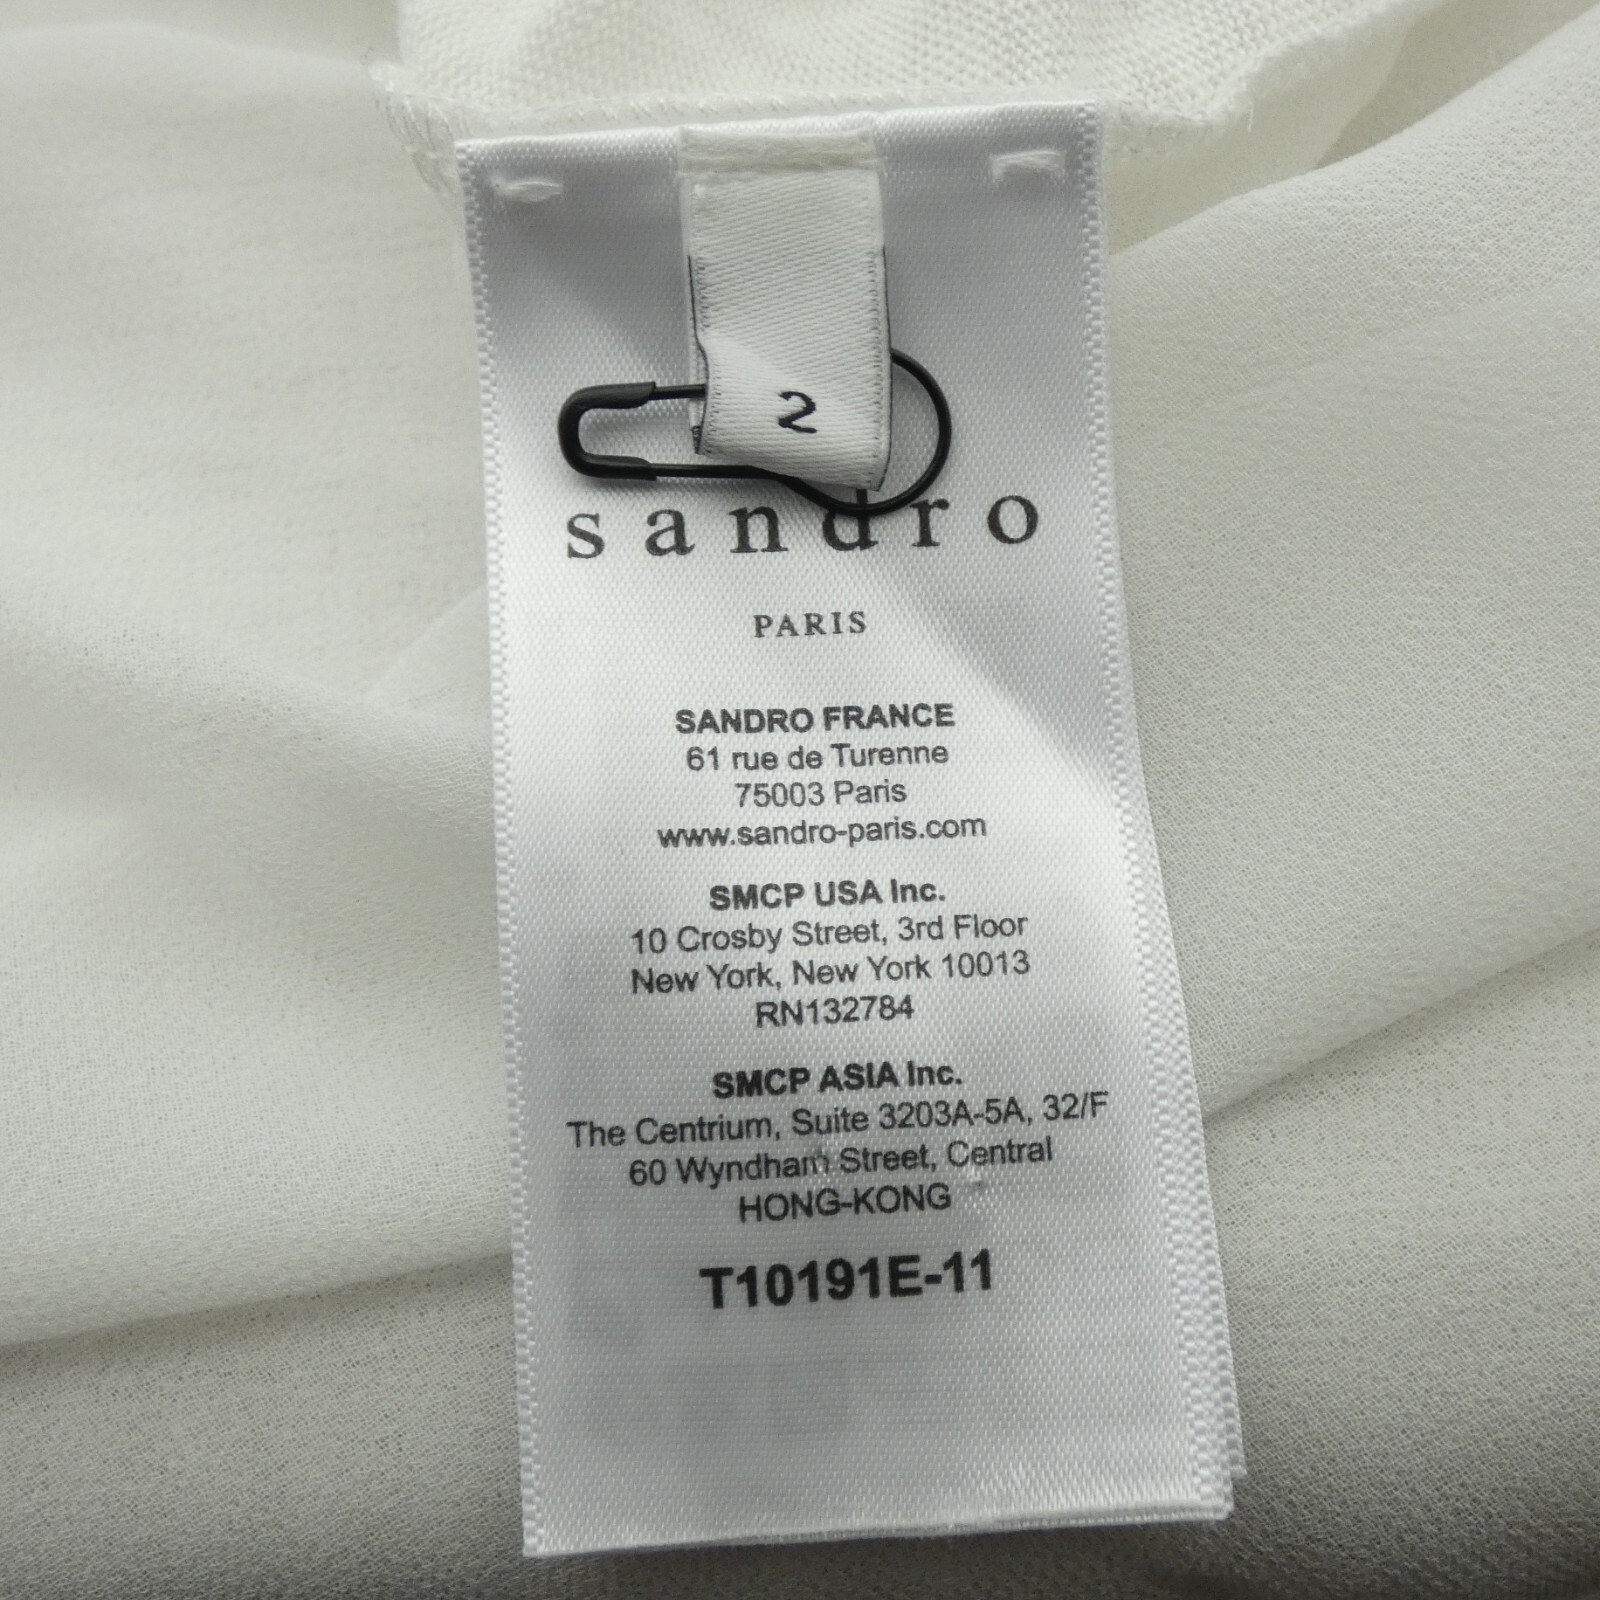 2
sandro
PARIS
SANDRO FRANCE
61 rue de Turenne
75003 Paris
www.sandro-paris.com
SMCP USA Inc.
10 Crosby Street, 3rd Floor
New York, New York 10013
RN132784
SMCP ASIA Inc.
The Centrium, Suite 3203A-5A, 32/F
60 Wyndham Street, Central
HONG-KONG
T10191E-11